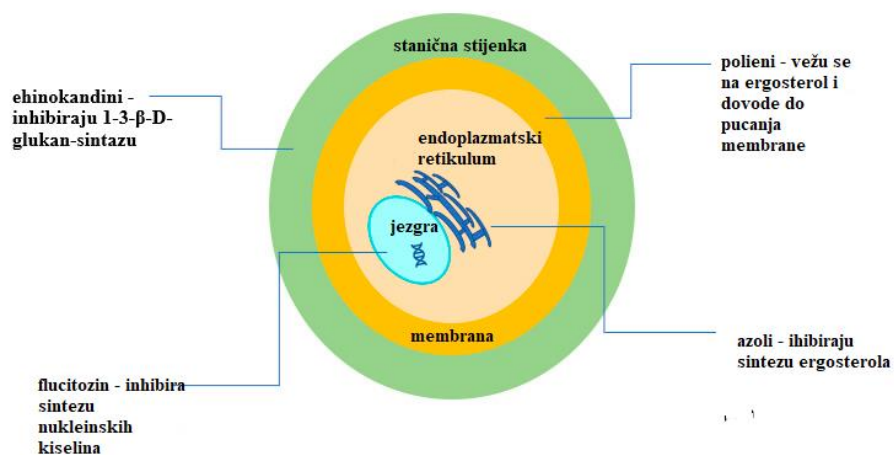 stanična stijenka
ehinokandini -
inhibiraju 1-3-β-D-
glukan-sintazu
polieni - vežu se
na ergosterol i
dovode do
pucanja
membrane
endoplazmatski
retikulum
jezgra
membrana
azoli - ihibiraju
sintezu ergosterola
flucitozin - inhibira
sintezu
nukleinskih
kiselina